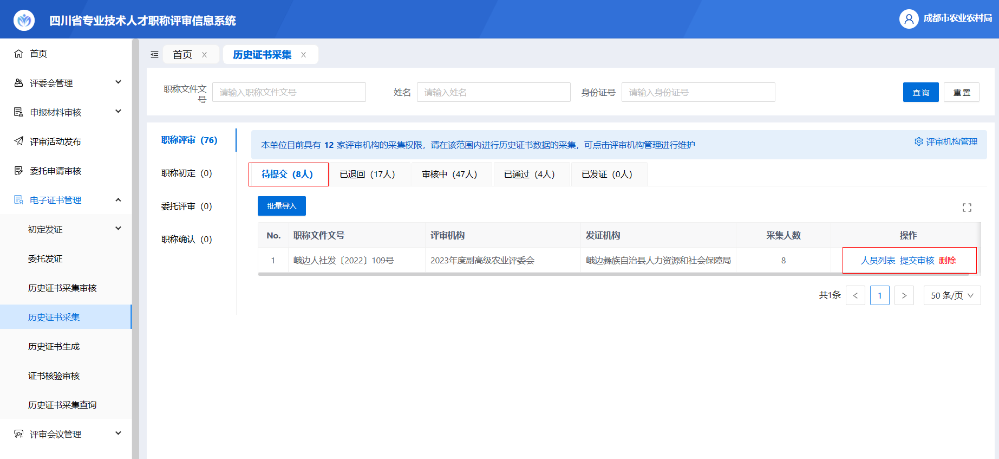 四川省专业技术人才职称评审信息系统
成都市农业农村局
首页
评委会管理
申报材料审核
评审活动发布
委托申请审核
电子证书管理
初定发证
委托发证
历史证书采集审核
历史证书采集
历史证书生成
证书核验审核
历史证书采集查询
评审会议管理
首页 X
历史证书采集 X
职称文件文号 请输入职称文件文号 姓名 请输入姓名 身份证号 请输入身份证号 查询 重置
职称评审（76）
职称初定（0）
委托评审（0）
职称确认（0）
本单位目前具有 12 家评审机构的采集权限，请在该范围内进行历史证书数据的采集，可点击评审机构管理进行维护
评审机构管理
待提交（8人） 已退回（17人） 审核中（47人） 已通过（4人） 已发证（0人）
批量导入
No. 职称文件文号 评审机构 发证机构 采集人数 操作
1 峨边人社发〔2022〕109号 2023年度副高级农业评委会 峨边彝族自治县人力资源和社会保障局 8 人员列表 提交审核 删除
共1条 < 1 > 50 条/页